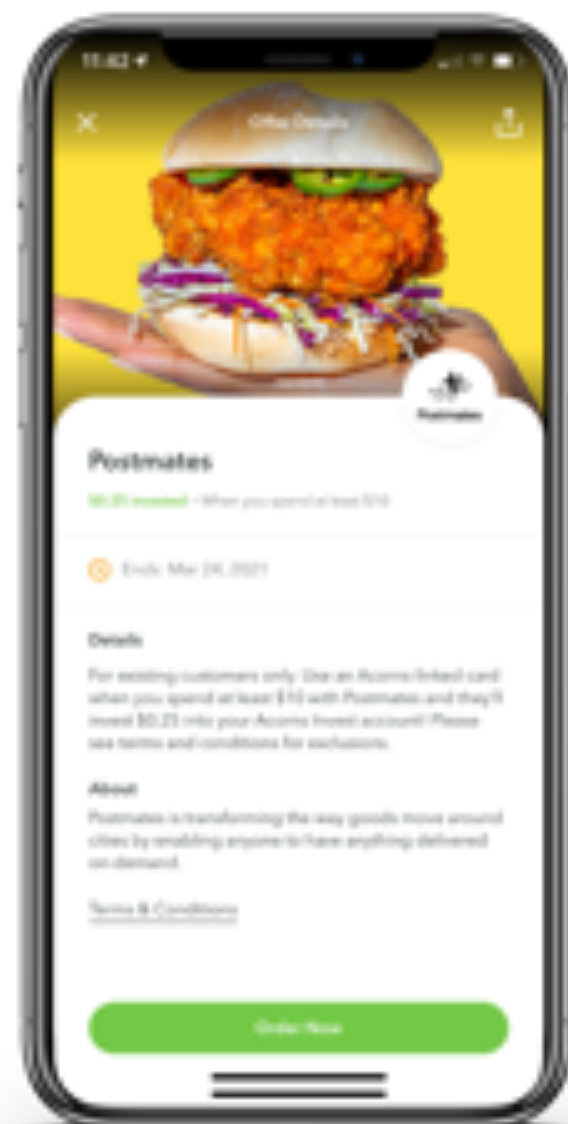 11:42
Offer Details
Postmates
Postmates
$0.25 invested • When you spend at least $10
Ends: Mar 24, 2021
Details
For existing customers only. Use an Acorns-linked card
when you spend at least $10 with Postmates and they'll
invest $0.25 into your Acorns Invest account! Please
see terms and conditions for exclusions.
About
Postmates is transforming the way goods move around
cities by enabling anyone to have anything delivered
on-demand.
Terms & Conditions
Order Now